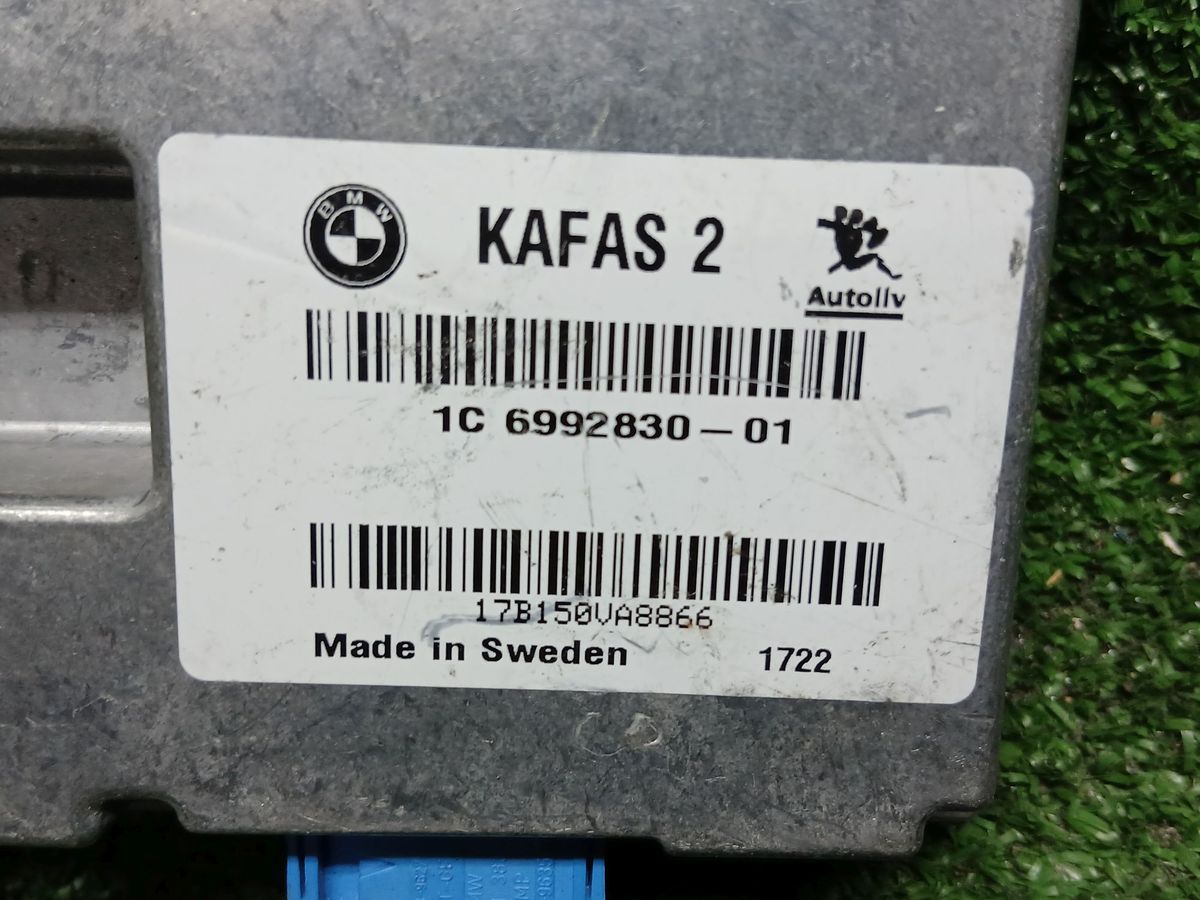 BMW
KAFAS 2
Autoliv
1C 6992830-01
17B150VA8866
Made in Sweden
1722